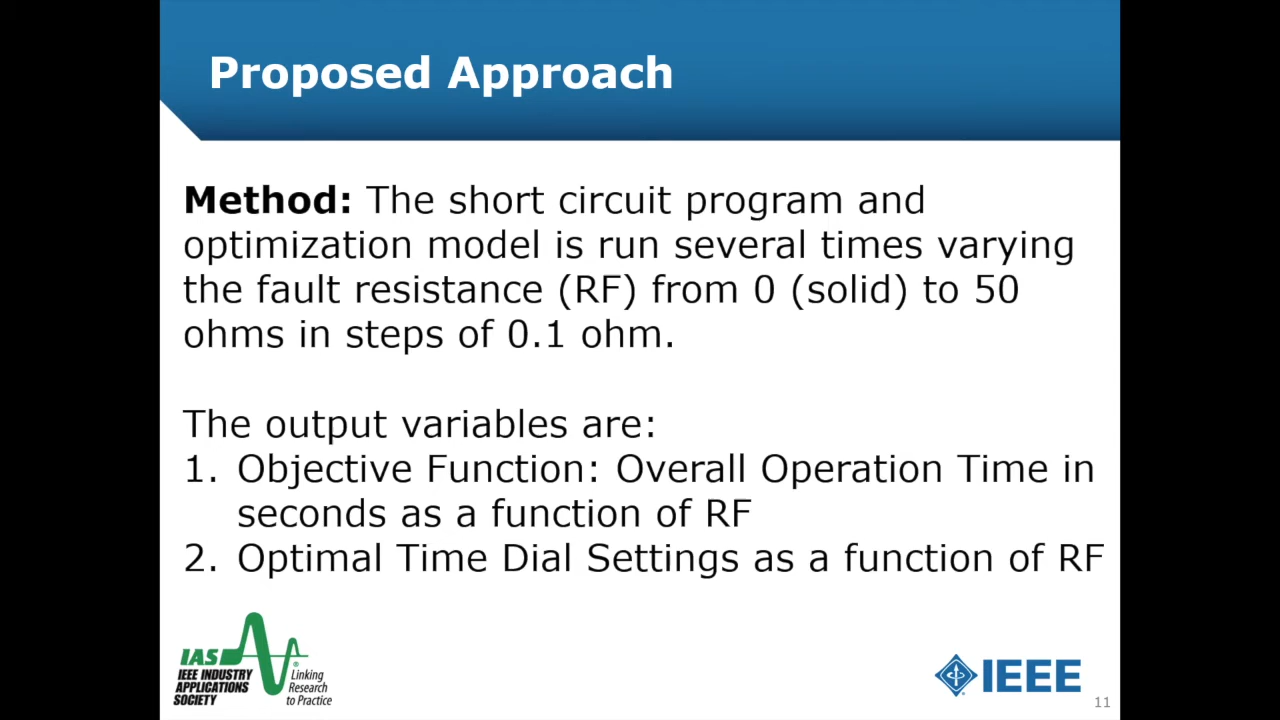 Proposed Approach
Method: The short circuit program and
optimization model is run several times varying
the fault resistance (RF) from 0 (solid) to 50
ohms in steps of 0.1 ohm.
The output variables are:
1. Objective Function: Overall Operation Time in
seconds as a function of RF
2. Optimal Time Dial Settings as a function of RF
IAS
IEEE INDUSTRY
APPLICATIONS
SOCIETY
®
Linking
Research
to Practice
IEEE
11